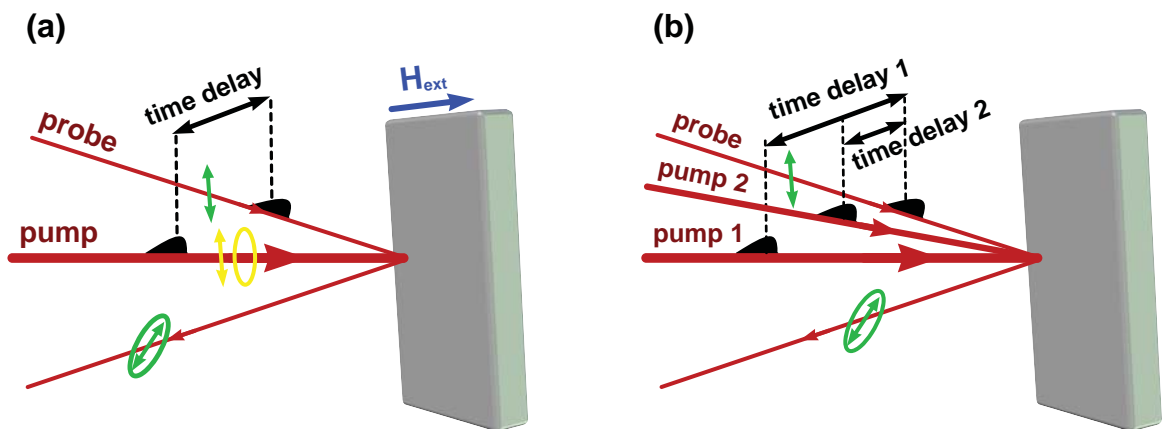 (a)
time delay
H_ext
probe
pump
(b)
time delay 1
time delay 2
probe
pump 2
pump 1